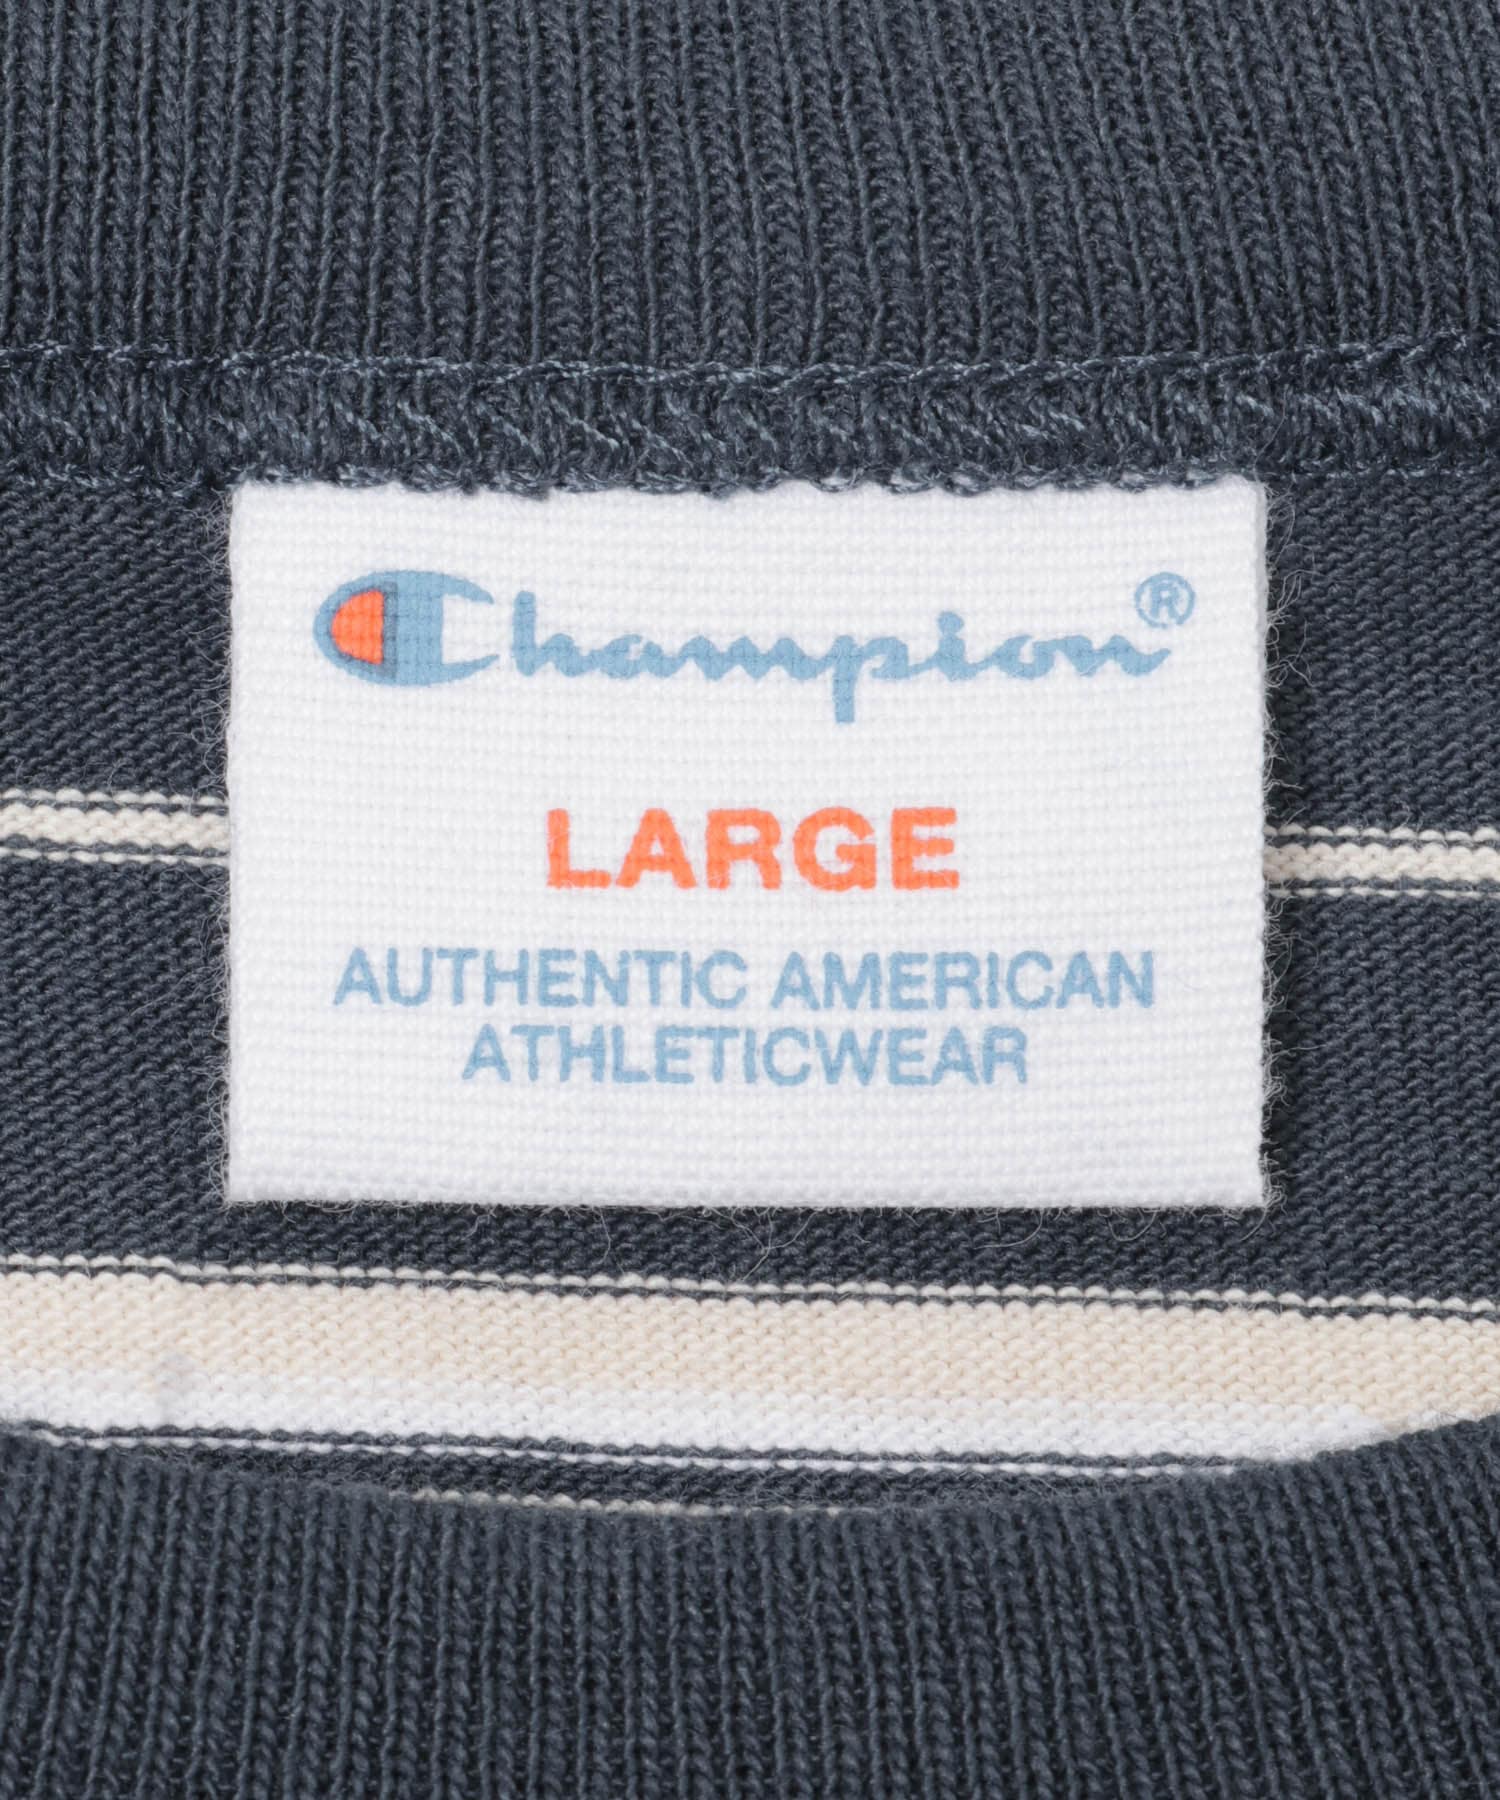 Champion®
LARGE
AUTHENTIC AMERICAN
ATHLETICWEAR